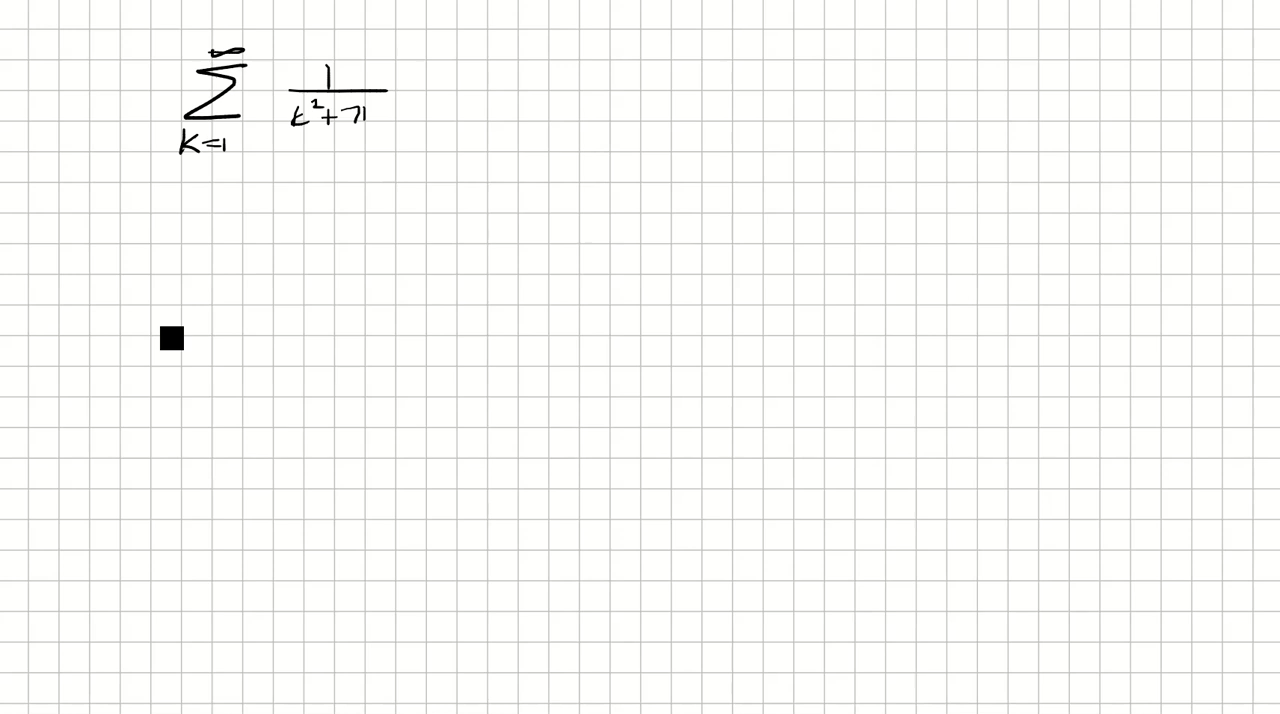 ∞
∑ 1/(k²+71)
K=1